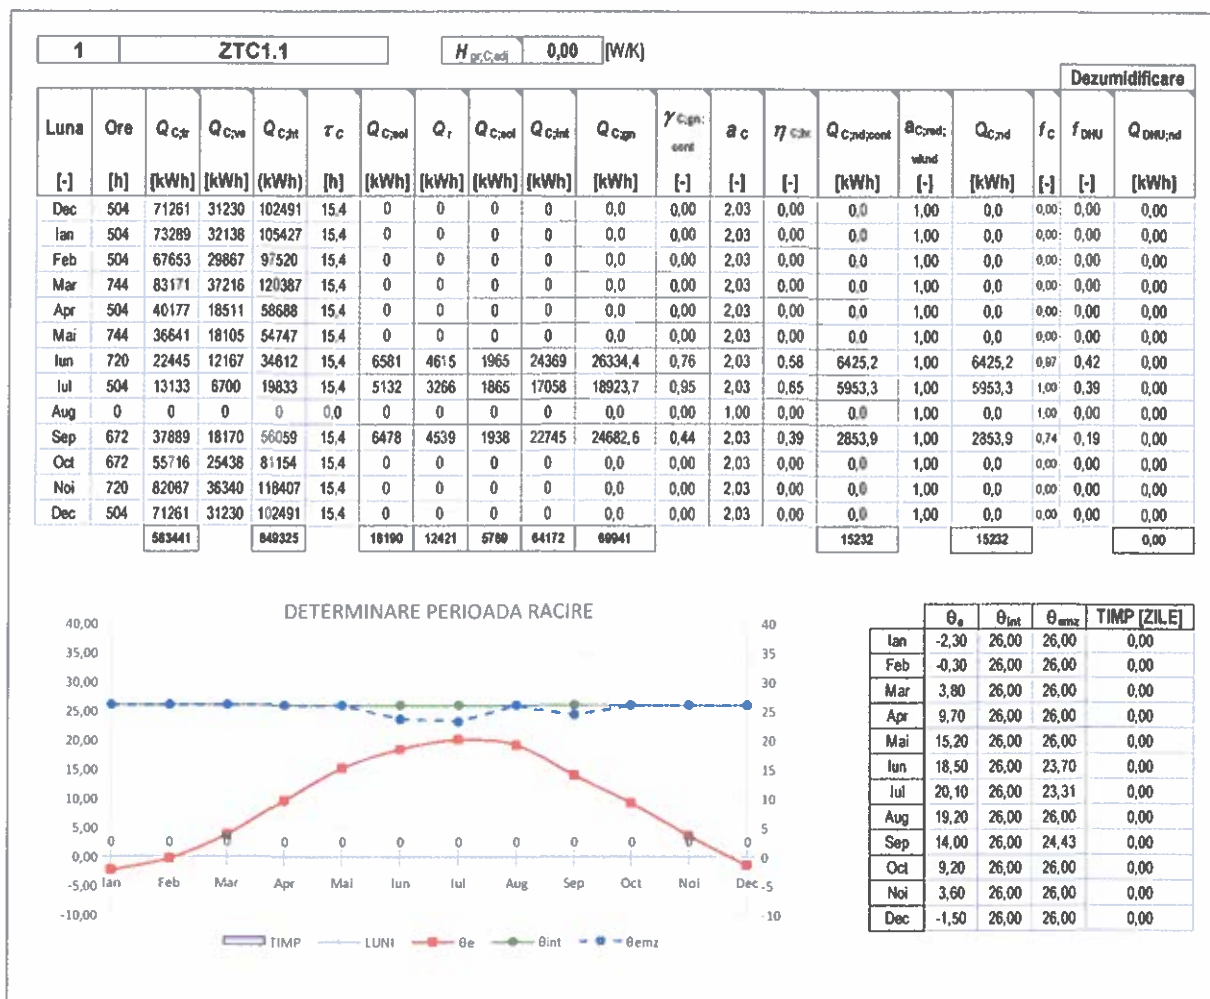 1 ZTC1.1 H gr;C;adj 0,00 [W/K]
Dezumidificare
Luna Ore Q C;tr Q C;ve Q C;ht τ C Q C;sol Q r Q C;sol Q C;int Q C;gn γ C;gn; cont a C η C;ht Q C;nd;cont a C;red; wknd Q C;nd f C f DHU Q DHU;nd
[-] [h] [kWh] [kWh] (kWh) [h] [kWh] [kWh] [kWh] [kWh] [kWh] [-] [-] [-] [kWh] [-] [kWh] [-] [-] [kWh]
Dec 504 71261 31230 102491 15,4 0 0 0 0 0,0 0,00 2,03 0,00 0,0 1,00 0,0 0,00 0,00 0,00
Ian 504 73289 32138 105427 15,4 0 0 0 0 0,0 0,00 2,03 0,00 0,0 1,00 0,0 0,00 0,00 0,00
Feb 504 67653 29867 97520 15,4 0 0 0 0 0,0 0,00 2,03 0,00 0,0 1,00 0,0 0,00 0,00 0,00
Mar 744 83171 37216 120387 15,4 0 0 0 0 0,0 0,00 2,03 0,00 0,0 1,00 0,0 0,00 0,00 0,00
Apr 504 40177 18511 58688 15,4 0 0 0 0 0,0 0,00 2,03 0,00 0,0 1,00 0,0 0,00 0,00 0,00
Mai 744 36641 18105 54747 15,4 0 0 0 0 0,0 0,00 2,03 0,00 0,0 1,00 0,0 0,00 0,00 0,00
Iun 720 22445 12167 34612 15,4 6581 4615 1965 24369 26334,4 0,76 2,03 0,58 6425,2 1,00 6425,2 0,97 0,42 0,00
Iul 504 13133 6700 19833 15,4 5132 3266 1865 17058 18923,7 0,95 2,03 0,65 5953,3 1,00 5953,3 1,00 0,39 0,00
Aug 0 0 0 0 0,0 0 0 0 0 0,0 0,00 1,00 0,00 0,0 1,00 0,0 1,00 0,00 0,00
Sep 672 37889 18170 56059 15,4 6478 4539 1938 22745 24682,6 0,44 2,03 0,39 2853,9 1,00 2853,9 0,74 0,19 0,00
Oct 672 55716 25438 81154 15,4 0 0 0 0 0,0 0,00 2,03 0,00 0,0 1,00 0,0 0,00 0,00 0,00
Noi 720 82067 36340 118407 15,4 0 0 0 0 0,0 0,00 2,03 0,00 0,0 1,00 0,0 0,00 0,00 0,00
Dec 504 71261 31230 102491 15,4 0 0 0 0 0,0 0,00 2,03 0,00 0,0 1,00 0,0 0,00 0,00 0,00
583441 849325 18190 12421 5769 64172 69941 15232 15232 0,00
DETERMINARE PERIOADA RACIRE
40,00 40
35,00 35
30,00 30
25,00 25
20,00 20
15,00 15
10,00 10
5,00 5
0 0 0 0 0 0 0 0 0 0 0 0
0,00 0
-5,00 Ian Feb Mar Apr Mai Iun Iul Aug Sep Oct Noi Dec -5
-10,00 -10
TIMP LUNI θe θint θemz
θe θint θemz TIMP [ZILE]
Ian -2,30 26,00 26,00 0,00
Feb -0,30 26,00 26,00 0,00
Mar 3,80 26,00 26,00 0,00
Apr 9,70 26,00 26,00 0,00
Mai 15,20 26,00 26,00 0,00
Iun 18,50 26,00 23,70 0,00
Iul 20,10 26,00 23,31 0,00
Aug 19,20 26,00 26,00 0,00
Sep 14,00 26,00 24,43 0,00
Oct 9,20 26,00 26,00 0,00
Noi 3,60 26,00 26,00 0,00
Dec -1,50 26,00 26,00 0,00